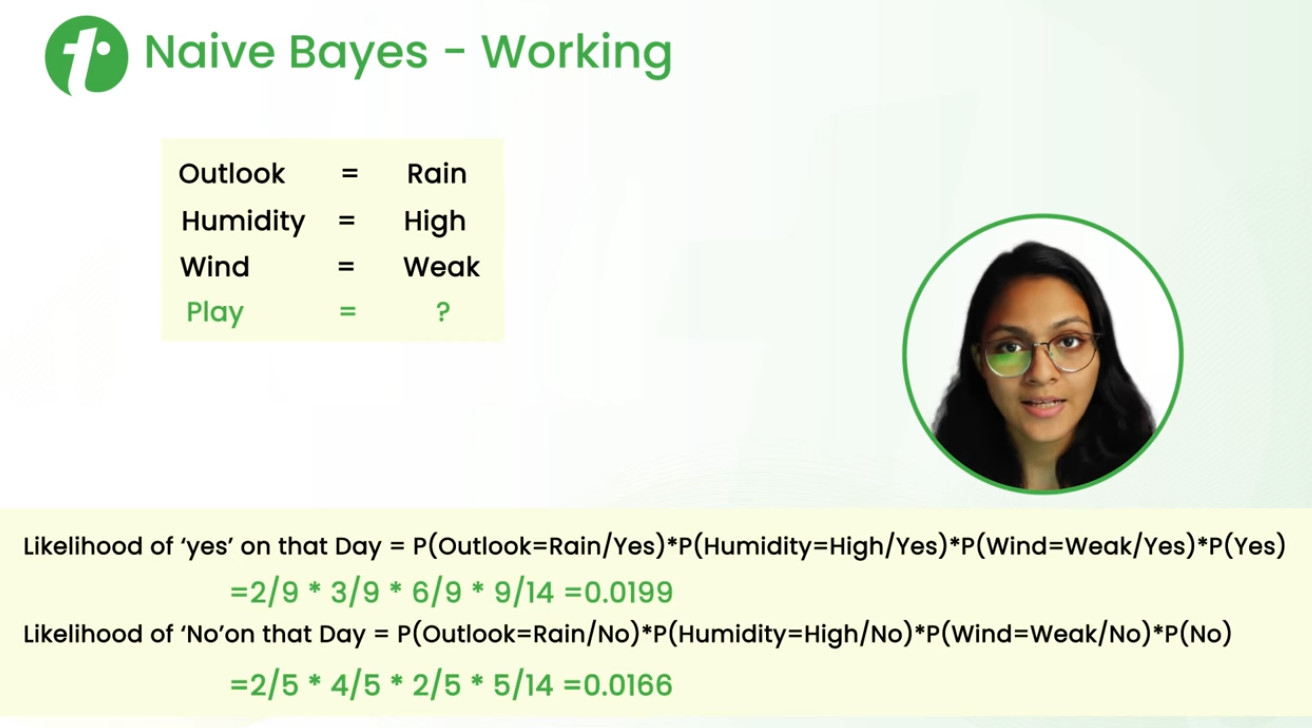 Naive Bayes - Working
Outlook = Rain
Humidity = High
Wind = Weak
Play = ?
Likelihood of ‘yes’ on that Day = P(Outlook=Rain/Yes)*P(Humidity=High/Yes)*P(Wind=Weak/Yes)*P(Yes)
=2/9 * 3/9 * 6/9 * 9/14 =0.0199
Likelihood of ‘No’on that Day = P(Outlook=Rain/No)*P(Humidity=High/No)*P(Wind=Weak/No)*P(No)
=2/5 * 4/5 * 2/5 * 5/14 =0.0166